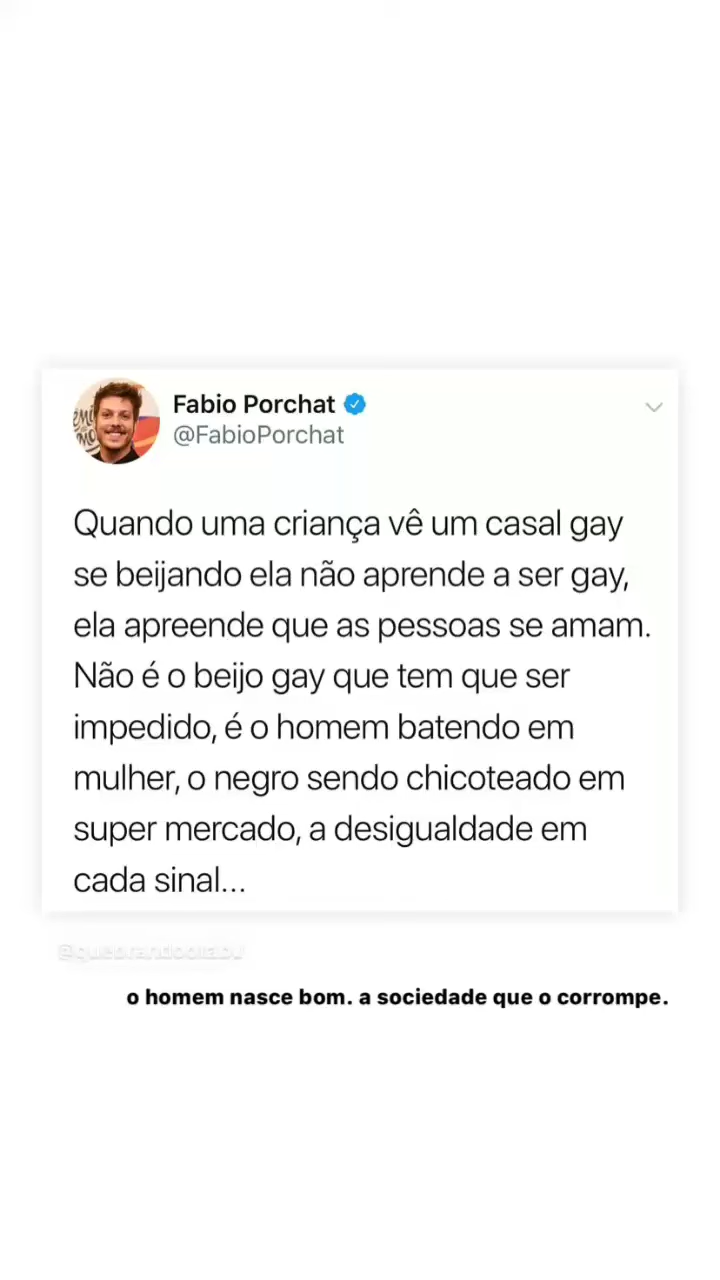 Fabio Porchat
@FabioPorchat
Quando uma criança vê um casal gay
se beijando ela não aprende a ser gay,
ela apreende que as pessoas se amam.
Não é o beijo gay que tem que ser
impedido, é o homem batendo em
mulher, o negro sendo chicoteado em
super mercado, a desigualdade em
cada sinal...
@quebrandootabu
o homem nasce bom. a sociedade que o corrompe.